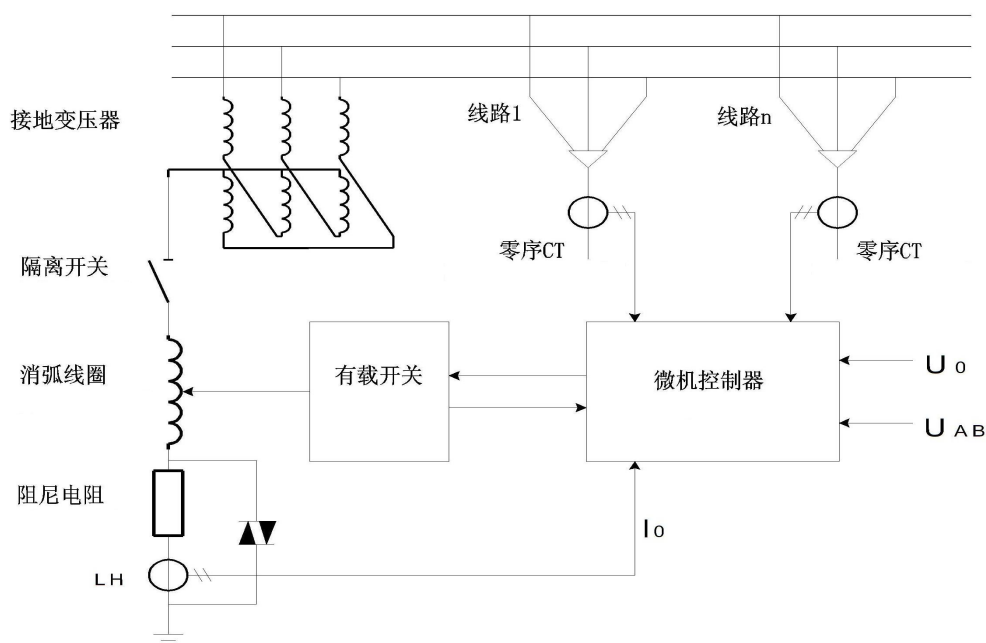 接地变压器
线路1
线路n
零序CT
零序CT
隔离开关
消弧线圈
有载开关
微机控制器
U0
UAB
阻尼电阻
I0
LH